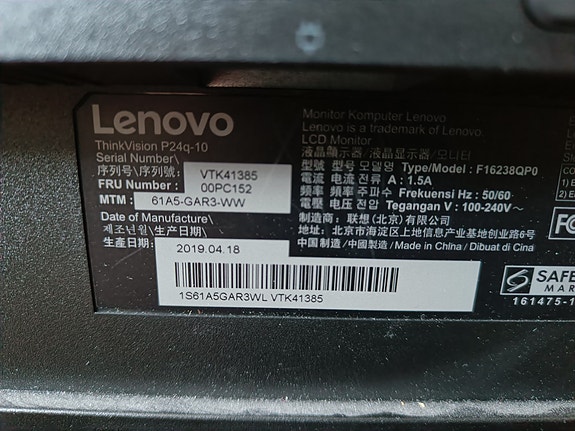 Lenovo
ThinkVision P24q-10
Serial Number\
序列号\序列號: VTK41385
FRU Number : 00PC152
MTM : 61A5-GAR3-WW
Date of Manufacture\
제조년월\生产日期\
生產日期: 2019.04.18
1S61A5GAR3WL VTK41385
Monitor Komputer Lenovo
Lenovo is a trademark of Lenovo.
LCD Monitor
液晶顯示器/液晶显示器/모니터
型號 型号 모델명 Type/Model : F16238QP0
電流 电流 전류 A : 1.5A
頻率 频率 주파수 Frekuensi Hz : 50/60
電壓 电压 전압 Tegangan V : 100-240V~
制造商: 联想(北京)有限公司
地址: 北京市海淀区上地信息产业基地创业路6号
中国制造/中國製造/Made in China / Dibuat di Cina
1)
2) E
FC
SAFE
MAR
161475-1